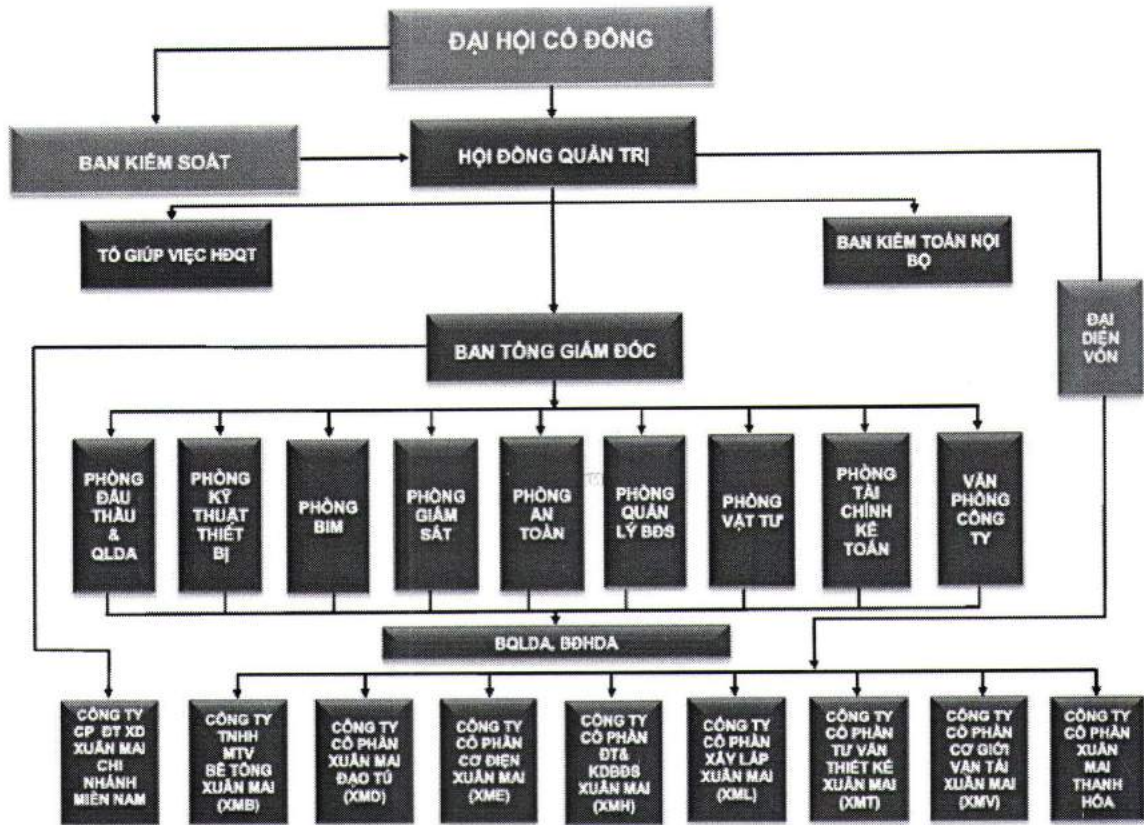 ĐẠI HỘI CỔ ĐÔNG
BAN KIỂM SOÁT
HỘI ĐỒNG QUẢN TRỊ
TỔ GIÚP VIỆC HĐQT
BAN KIỂM TOÁN NỘI
BỘ
ĐẠI
DIỆN
VỐN
BAN TỔNG GIÁM ĐỐC
PHÒNG
ĐẤU
THẦU
&
QLDA
PHÒNG
KỸ
THUẬT
THIẾT
BỊ
PHÒNG
BIM
PHÒNG
GIÁM
SÁT
PHÒNG
AN
TOÀN
PHÒNG
QUẢN
LÝ BĐS
PHÒNG
VẬT TƯ
PHÒNG
TÀI
CHÍNH
KẾ
TOÁN
VĂN
PHÒNG
CÔNG
TY
BQLDA, BĐHDA
CÔNG TY
CP ĐT XD
XUÂN MAI
CHI
NHÁNH
MIỀN NAM
CÔNG TY
TNHH
MTV
BÊ TÔNG
XUÂN MAI
(XMB)
CÔNG TY
CỔ PHẦN
XUÂN MAI
ĐẠO TÚ
(XMD)
CÔNG TY
CỔ PHẦN
CƠ ĐIỆN
XUÂN MAI
(XME)
CÔNG TY
CỔ PHẦN
ĐT&
KDBĐS
XUÂN MAI
(XMH)
CÔNG TY
CỔ PHẦN
XÂY LẮP
XUÂN MAI
(XML)
CÔNG TY
CỔ PHẦN
TƯ VẤN
THIẾT KẾ
XUÂN MAI
(XMT)
CÔNG TY
CỔ PHẦN
CƠ GIỚI
VẬN TẢI
XUÂN MAI
(XMV)
CÔNG TY
CỔ PHẦN
XUÂN
MAI
THANH
HÓA